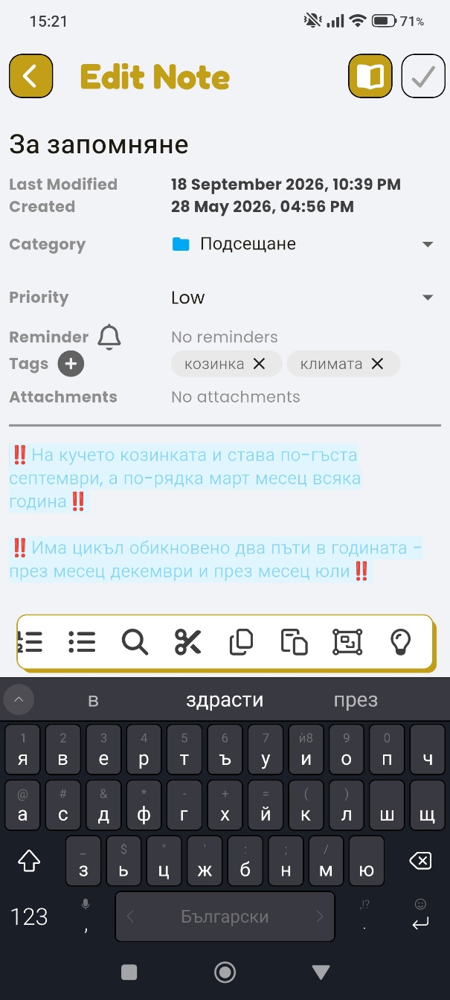 15:21
71%
Edit Note
За запомняне
Last Modified 18 September 2026, 10:39 PM
Created 28 May 2026, 04:56 PM
Category Подсещане
Priority Low
Reminder No reminders
Tags козинка климата
Attachments No attachments
‼️На кучето козинката и става по-гъста
септември, а по-рядка март месец всяка
година‼️
‼️Има цикъл обикновено два пъти в годината -
през месец декември и през месец юли‼️
в здрасти през
1 2 3 4 5 6 7 ѝ8 9 0
я в е р т ъ у и о п ч
@ # & * - + = ( )
а с д ф г х й к л ш щ
_ $ " ' : ; /
з ь ц ж б н м ю
123 , Български ,!? .